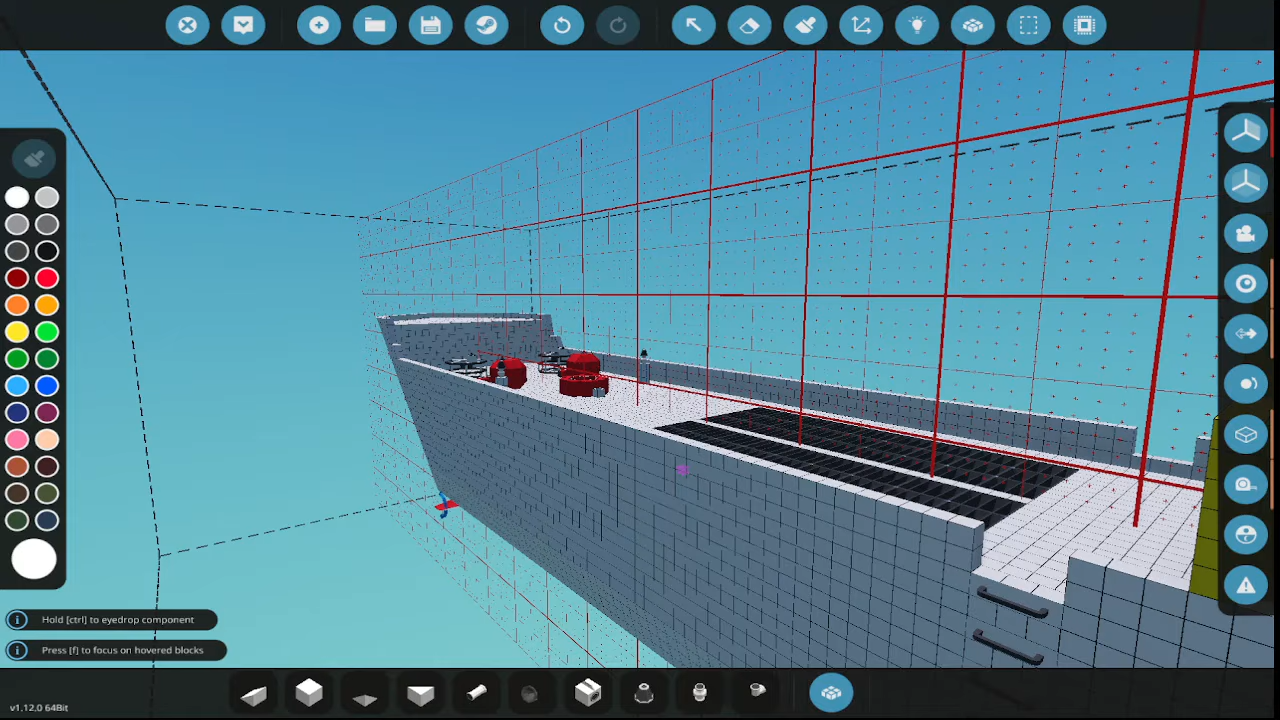 Hold [ctrl] to eyedrop component
Press [f] to focus on hovered blocks
v1.12.0 64Bit